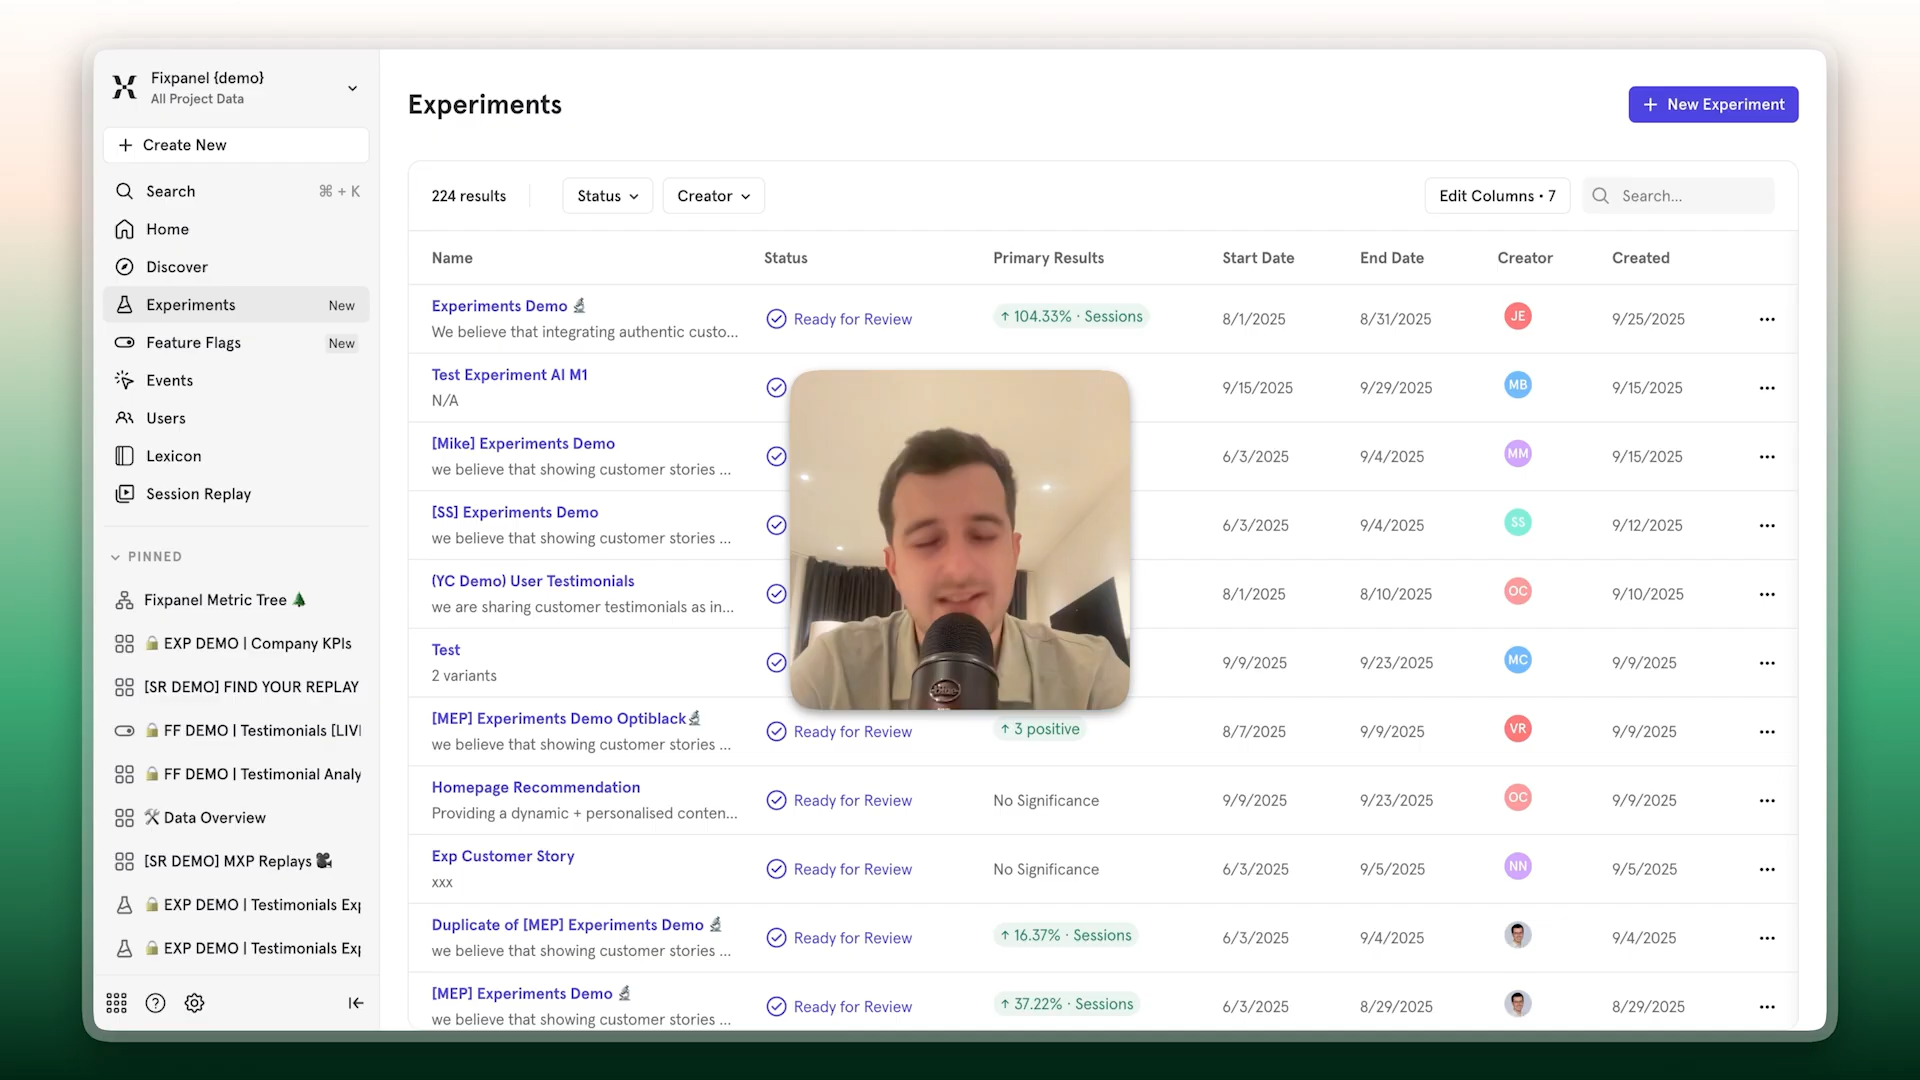 Fixpanel {demo}
All Project Data
Create New
Search ⌘ + K
Home
Discover
Experiments New
Feature Flags New
Events
Users
Lexicon
Session Replay
PINNED
Fixpanel Metric Tree
EXP DEMO | Company KPIs
[SR DEMO] FIND YOUR REPLAY
FF DEMO | Testimonials [LIV
FF DEMO | Testimonial Analy
Data Overview
[SR DEMO] MXP Replays
EXP DEMO | Testimonials Exp
EXP DEMO | Testimonials Exp
Experiments
+ New Experiment
224 results Status Creator Edit Columns • 7 Search...
Name Status Primary Results Start Date End Date Creator Created
Experiments Demo
We believe that integrating authentic custo...
Ready for Review ↑ 104.33% · Sessions 8/1/2025 8/31/2025 JE 9/25/2025
Test Experiment AI M1
N/A
9/15/2025 9/29/2025 MB 9/15/2025
[Mike] Experiments Demo
we believe that showing customer stories ...
6/3/2025 9/4/2025 MM 9/15/2025
[SS] Experiments Demo
we believe that showing customer stories ...
6/3/2025 9/4/2025 SS 9/12/2025
(YC Demo) User Testimonials
we are sharing customer testimonials as in...
8/1/2025 8/10/2025 OC 9/10/2025
Test
2 variants
9/9/2025 9/23/2025 MC 9/9/2025
[MEP] Experiments Demo Optiblack
we believe that showing customer stories ...
Ready for Review ↑ 3 positive 8/7/2025 9/9/2025 VR 9/9/2025
Homepage Recommendation
Providing a dynamic + personalised conten...
Ready for Review No Significance 9/9/2025 9/23/2025 OC 9/9/2025
Exp Customer Story
xxx
Ready for Review No Significance 6/3/2025 9/5/2025 NN 9/5/2025
Duplicate of [MEP] Experiments Demo
we believe that showing customer stories ...
Ready for Review ↑ 16.37% · Sessions 6/3/2025 9/4/2025 9/4/2025
[MEP] Experiments Demo
we believe that showing customer stories ...
Ready for Review ↑ 37.22% · Sessions 6/3/2025 8/29/2025 8/29/2025
blue